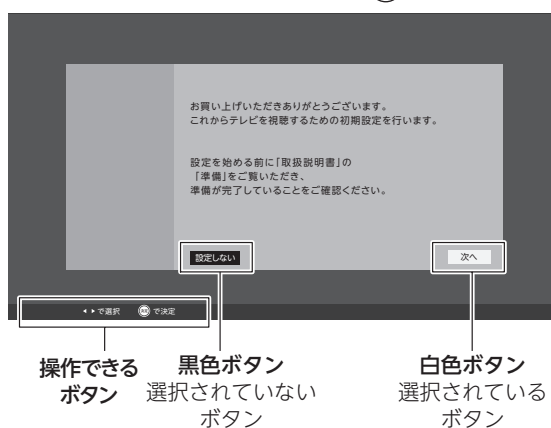 お買い上げいただきありがとうございます。
これからテレビを視聴するための初期設定を行います。
設定を始める前に「取扱説明書」の
「準備」をご覧いただき、
準備が完了していることをご確認ください。
設定しない
次へ
で選択 で決定
操作できる
ボタン
黒色ボタン
選択されていない
ボタン
白色ボタン
選択されている
ボタン